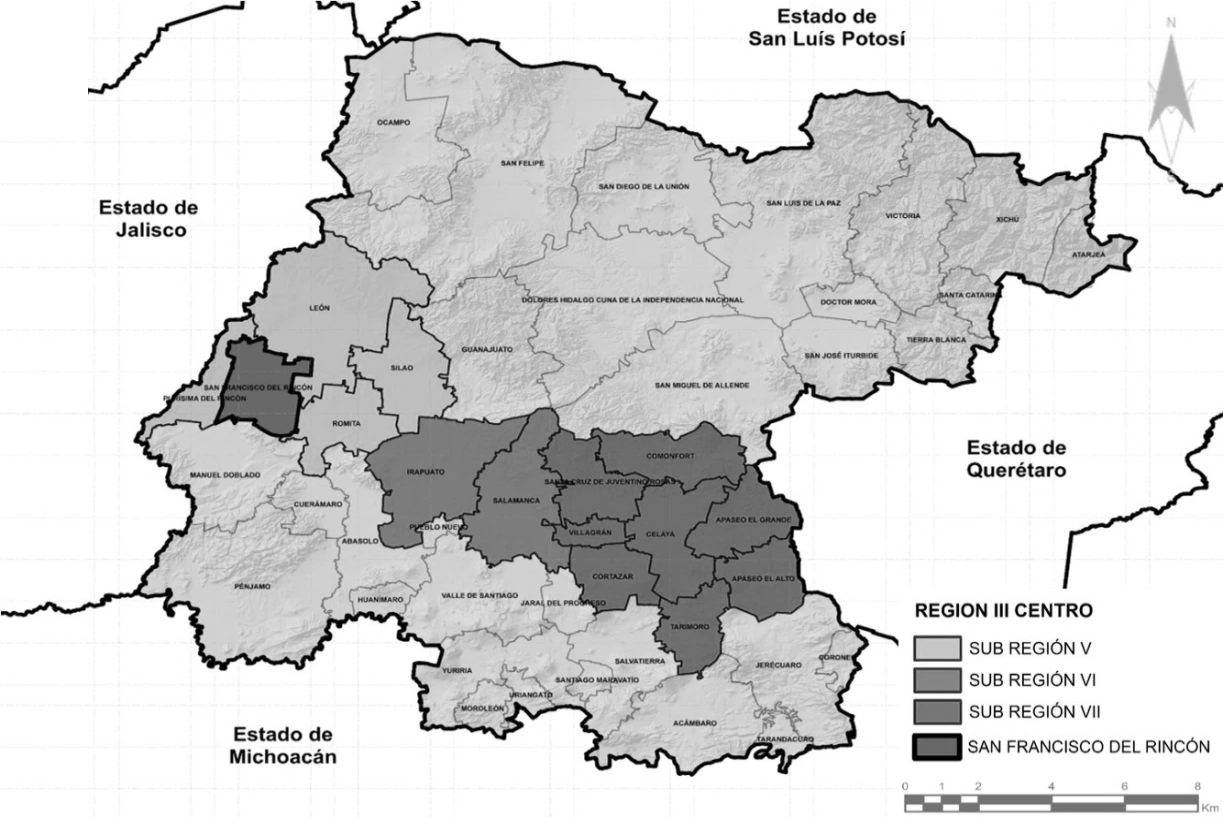 Estado de
San Luís Potosí
N
S
OCAMPO
SAN FELIPE
SAN DIEGO DE LA UNIÓN
SAN LUIS DE LA PAZ
VICTORIA
XICHÚ
ATARJEA
Estado de
Jalisco
LEÓN
DOLORES HIDALGO CUNA DE LA INDEPENDENCIA NACIONAL
DOCTOR MORA
SANTA CATARIN
TIERRA BLANCA
GUANAJUATO
SILAO
SAN JOSÉ ITURBIDE
SAN FRANCISCO DEL RINCÓN
SAN MIGUEL DE ALLENDE
PURISIMA DEL RINCÓN
ROMITA
Estado de
Querétaro
MANUEL DOBLADO
IRAPUATO
COMONFORT
CUERÁMARO
SALAMANCA
SANTA CRUZ DE JUVENTINO ROSAS
ABASOLO
PUEBLO NUEVO
VILLAGRÁN
CELAYA
APASEO EL GRANDE
PÉNJAMO
CORTAZAR
APASEO EL ALTO
HUANIMARO
VALLE DE SANTIAGO
JARAL DEL PROGRESO
TARIMORO
YURIRIA
SALVATIERRA
JERÉCUARO
CORONEO
SANTIAGO MARAVATÍO
URIANGATO
MOROLEÓN
ACÁMBARO
TARANDACUAO
Estado de
Michoacán
REGION III CENTRO
SUB REGIÓN V
SUB REGIÓN VI
SUB REGIÓN VII
SAN FRANCISCO DEL RINCÓN
0 1 2 4 6 8
Km